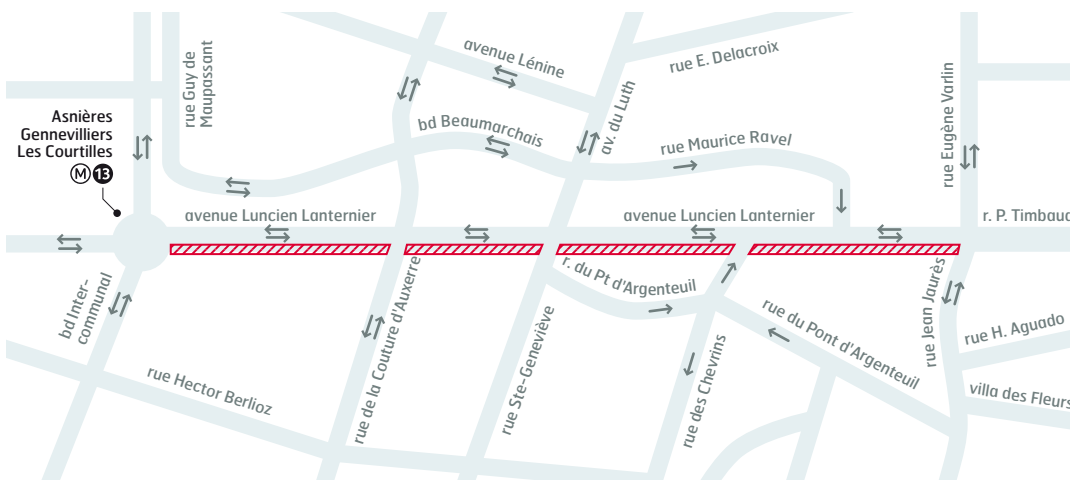 rue Guy de
Maupassant
avenue Lénine
rue E. Delacroix
av. du Luth
rue Eugène Varlin
Asnières
Gennevilliers
Les Courtilles
M 13
bd Beaumarchais
rue Maurice Ravel
avenue Luncien Lanternier
avenue Luncien Lanternier
r. P. Timbaud
bd Inter-
communal
rue de la Couture d'Auxerre
r. du Pt d'Argenteuil
rue Ste-Geneviève
rue des Chevrins
rue du Pont d'Argenteuil
rue Jean Jaurès
rue H. Aguado
villa des Fleurs
rue Hector Berlioz